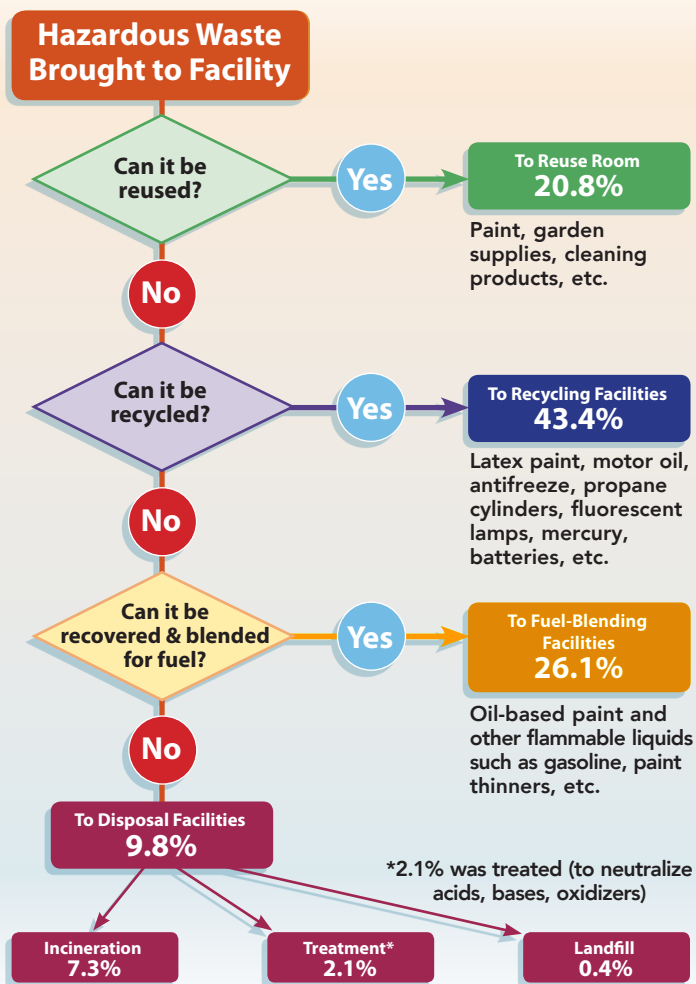 Hazardous Waste
Brought to Facility
Can it be
reused?
Yes
To Reuse Room
20.8%
Paint, garden
supplies, cleaning
products, etc.
No
Can it be
recycled?
Yes
To Recycling Facilities
43.4%
Latex paint, motor oil,
antifreeze, propane
cylinders, fluorescent
lamps, mercury,
batteries, etc.
No
Can it be
recovered & blended
for fuel?
Yes
To Fuel-Blending
Facilities
26.1%
Oil-based paint and
other flammable liquids
such as gasoline, paint
thinners, etc.
No
To Disposal Facilities
9.8%
*2.1% was treated (to neutralize
acids, bases, oxidizers)
Incineration
7.3%
Treatment*
2.1%
Landfill
0.4%